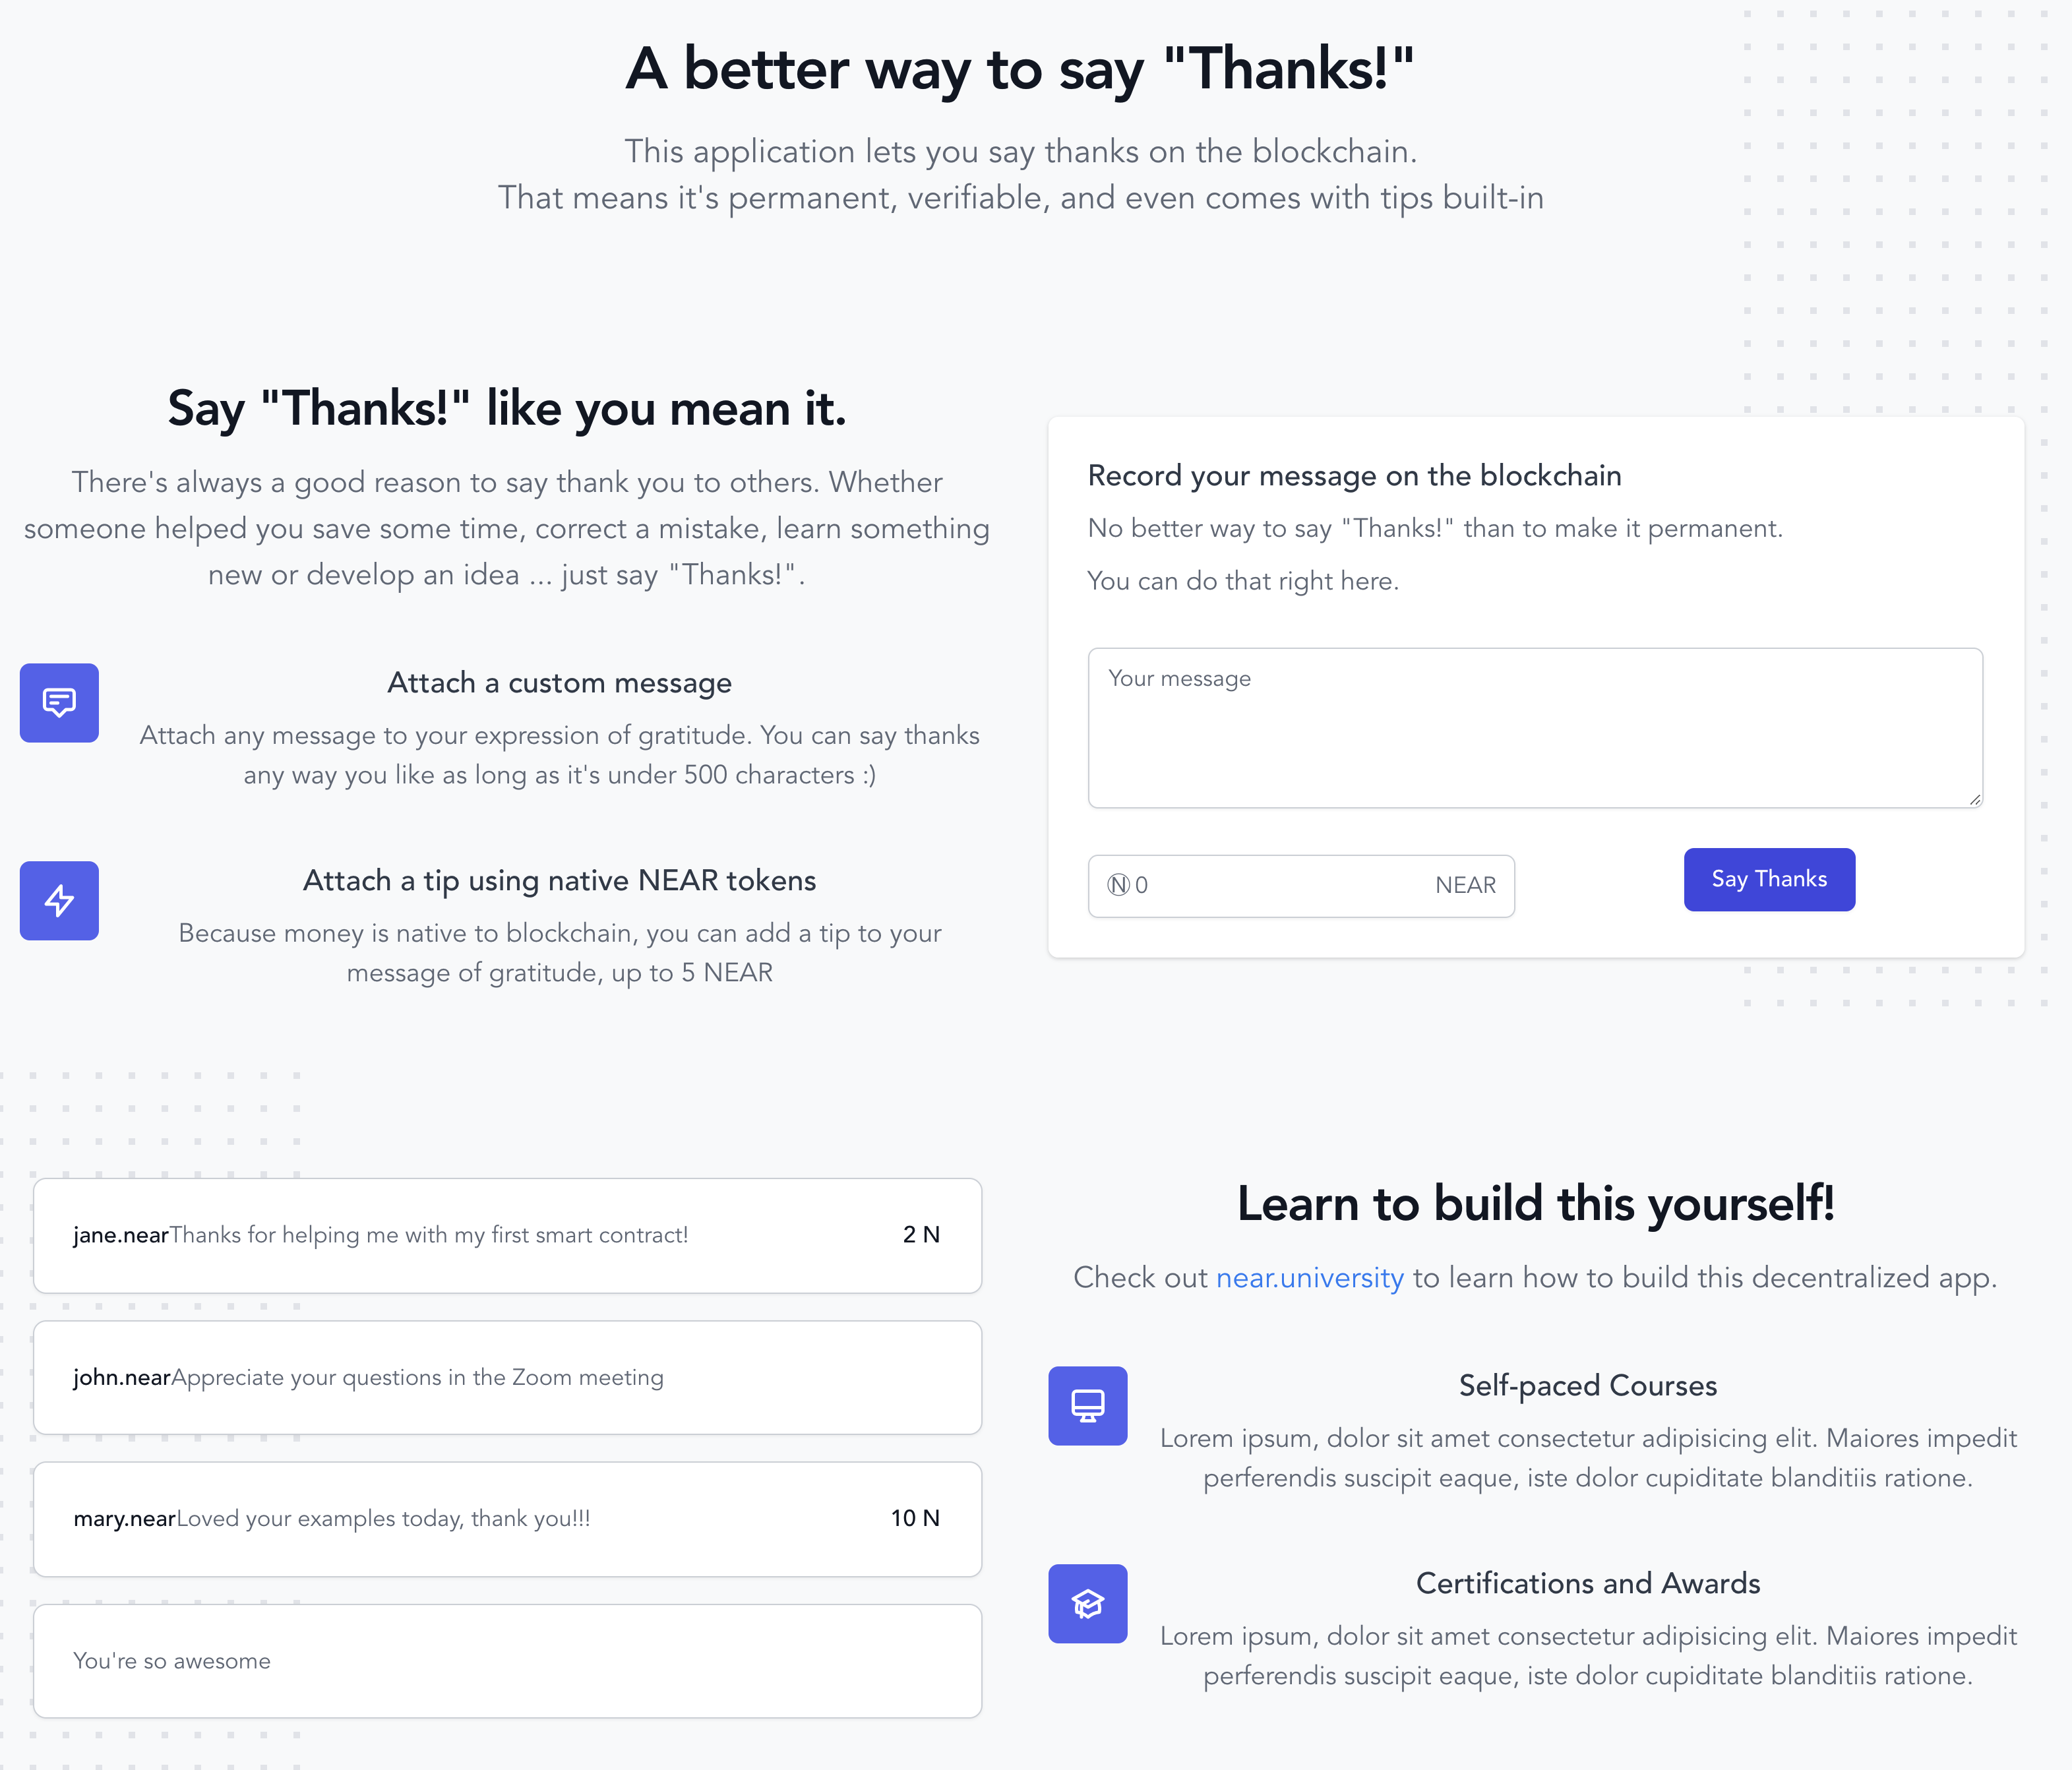 A better way to say "Thanks!"
This application lets you say thanks on the blockchain.
That means it's permanent, verifiable, and even comes with tips built-in
Say "Thanks!" like you mean it.
There's always a good reason to say thank you to others. Whether
someone helped you save some time, correct a mistake, learn something
new or develop an idea ... just say "Thanks!".
Attach a custom message
Attach any message to your expression of gratitude. You can say thanks
any way you like as long as it's under 500 characters :)
Attach a tip using native NEAR tokens
Because money is native to blockchain, you can add a tip to your
message of gratitude, up to 5 NEAR
Record your message on the blockchain
No better way to say "Thanks!" than to make it permanent.
You can do that right here.
Your message
Ⓝ 0 NEAR
Say Thanks
jane.nearThanks for helping me with my first smart contract! 2 N
john.nearAppreciate your questions in the Zoom meeting
mary.nearLoved your examples today, thank you!!! 10 N
You're so awesome
Learn to build this yourself!
Check out near.university to learn how to build this decentralized app.
Self-paced Courses
Lorem ipsum, dolor sit amet consectetur adipisicing elit. Maiores impedit
perferendis suscipit eaque, iste dolor cupiditate blanditiis ratione.
Certifications and Awards
Lorem ipsum, dolor sit amet consectetur adipisicing elit. Maiores impedit
perferendis suscipit eaque, iste dolor cupiditate blanditiis ratione.